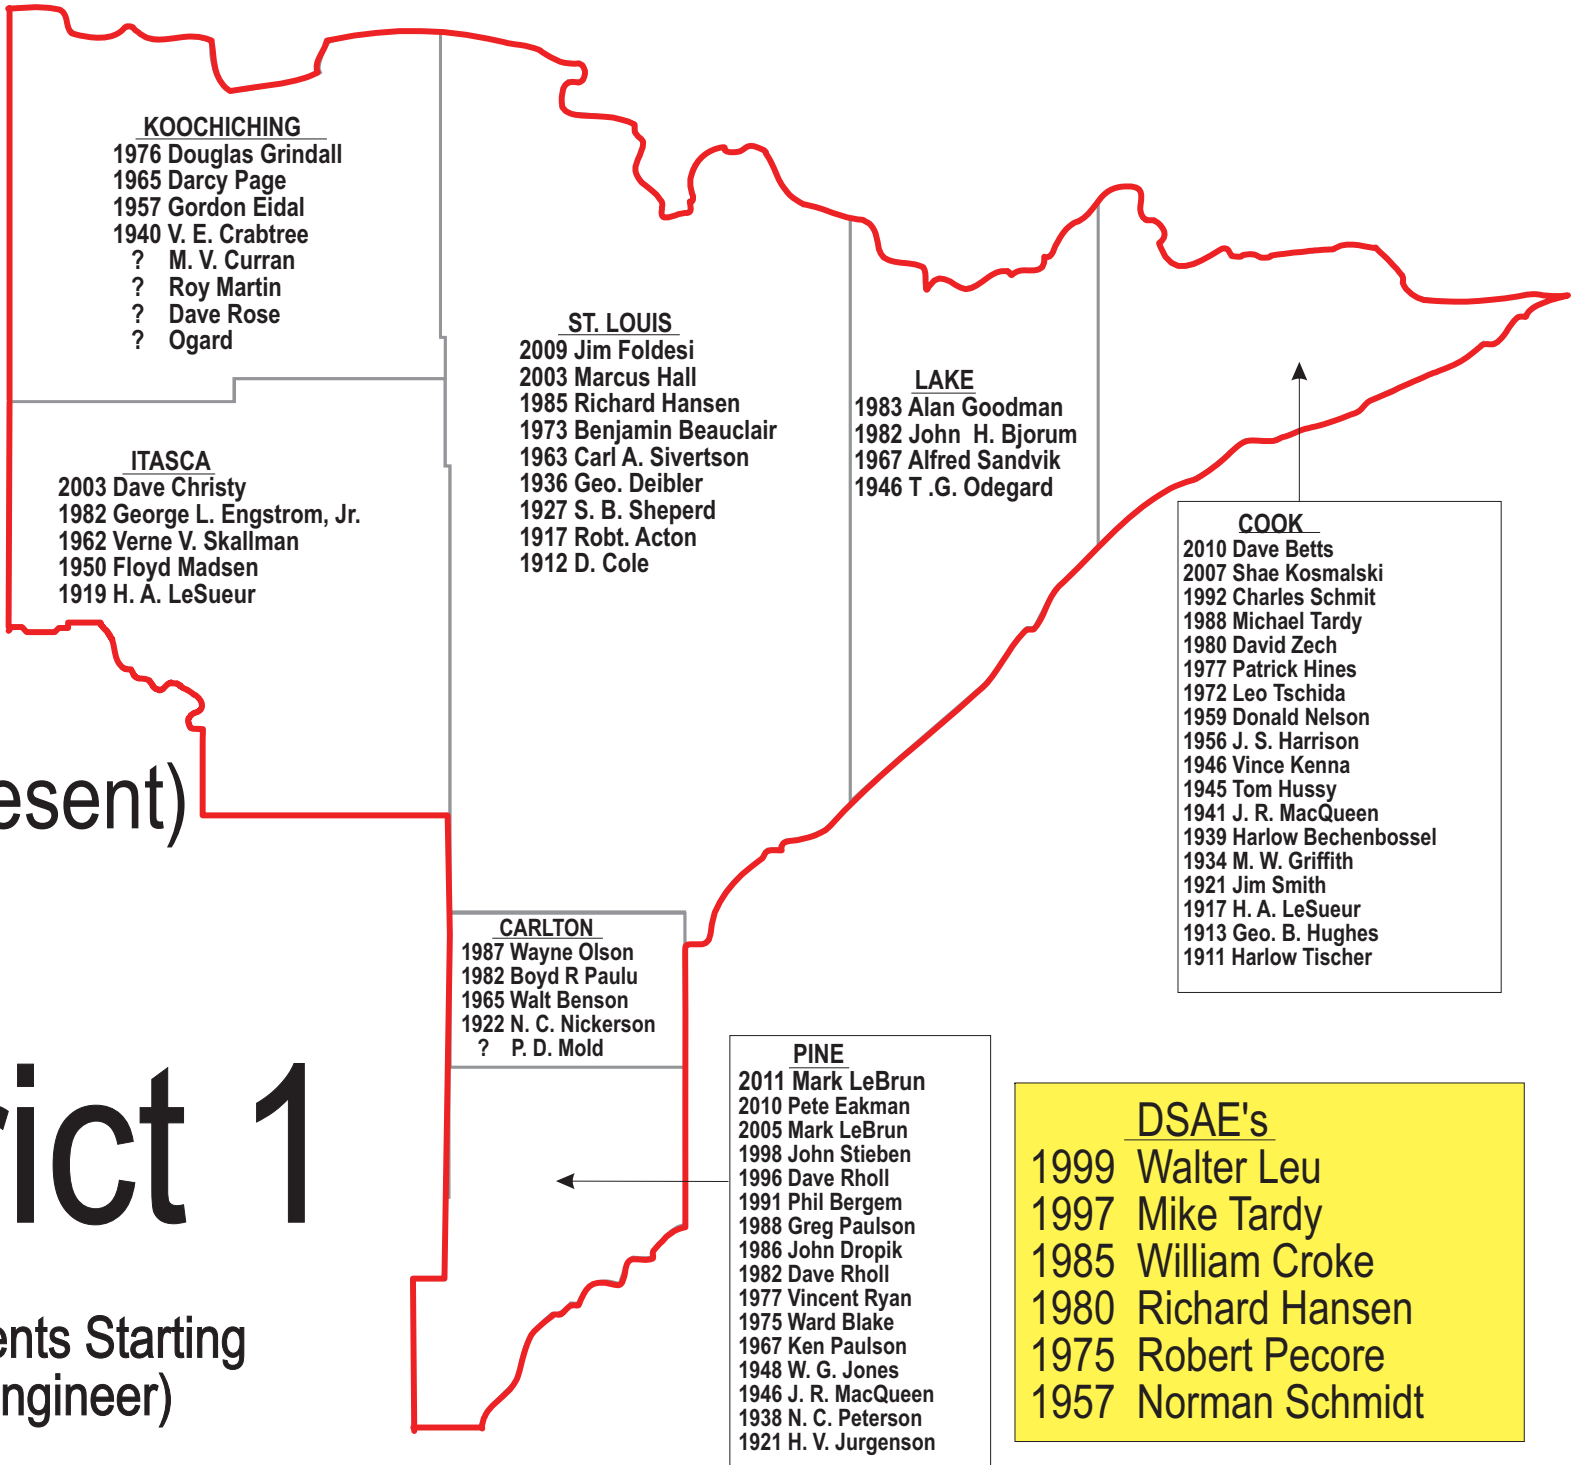 KOOCHICHING
1976 Douglas Grindall
1965 Darcy Page
1957 Gordon Eidal
1940 V. E. Crabtree
? M. V. Curran
? Roy Martin
? Dave Rose
? Ogard
ITASCA
2003 Dave Christy
1982 George L. Engstrom, Jr.
1962 Verne V. Skallman
1950 Floyd Madsen
1919 H. A. LeSueur
ST. LOUIS
2009 Jim Foldesi
2003 Marcus Hall
1985 Richard Hansen
1973 Benjamin Beauclair
1963 Carl A. Sivertson
1936 Geo. Deibler
1927 S. B. Sheperd
1917 Robt. Acton
1912 D. Cole
LAKE
1983 Alan Goodman
1982 John H. Bjorum
1967 Alfred Sandvik
1946 T .G. Odegard
COOK
2010 Dave Betts
2007 Shae Kosmalski
1992 Charles Schmit
1988 Michael Tardy
1980 David Zech
1977 Patrick Hines
1972 Leo Tschida
1959 Donald Nelson
1956 J. S. Harrison
1946 Vince Kenna
1945 Tom Hussy
1941 J. R. MacQueen
1939 Harlow Bechenbossel
1934 M. W. Griffith
1921 Jim Smith
1917 H. A. LeSueur
1913 Geo. B. Hughes
1911 Harlow Tischer
esent)
CARLTON
1987 Wayne Olson
1982 Boyd R Paulu
1965 Walt Benson
1922 N. C. Nickerson
? P. D. Mold
rict 1
ents Starting
ngineer)
PINE
2011 Mark LeBrun
2010 Pete Eakman
2005 Mark LeBrun
1998 John Stieben
1996 Dave Rholl
1991 Phil Bergem
1988 Greg Paulson
1986 John Dropik
1982 Dave Rholl
1977 Vincent Ryan
1975 Ward Blake
1967 Ken Paulson
1948 W. G. Jones
1946 J. R. MacQueen
1938 N. C. Peterson
1921 H. V. Jurgenson
DSAE's
1999 Walter Leu
1997 Mike Tardy
1985 William Croke
1980 Richard Hansen
1975 Robert Pecore
1957 Norman Schmidt